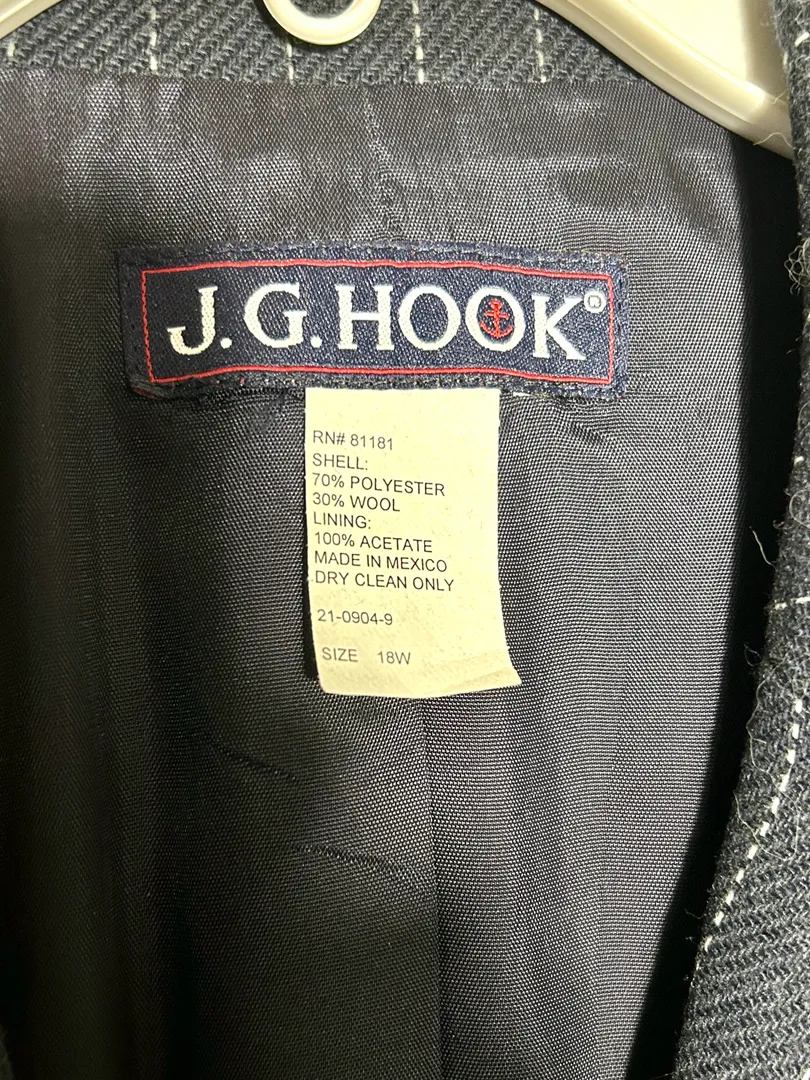 J.G.HOOK®
RN# 81181
SHELL:
70% POLYESTER
30% WOOL
LINING:
100% ACETATE
MADE IN MEXICO
DRY CLEAN ONLY
21-0904-9
SIZE 18W